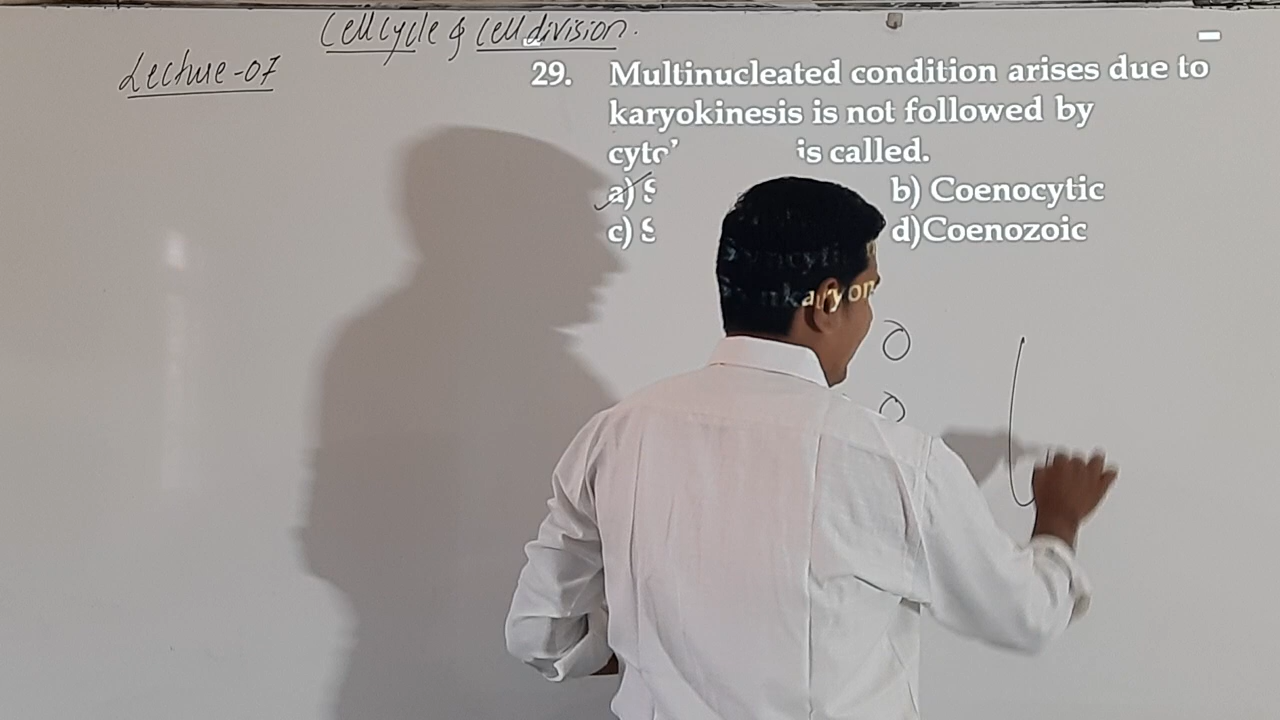 Cell cycle & cell division.
Lecture-07
29. Multinucleated condition arises due to
karyokinesis is not followed by
is called.
a) b) Coenocytic
c) d)Coenozoic